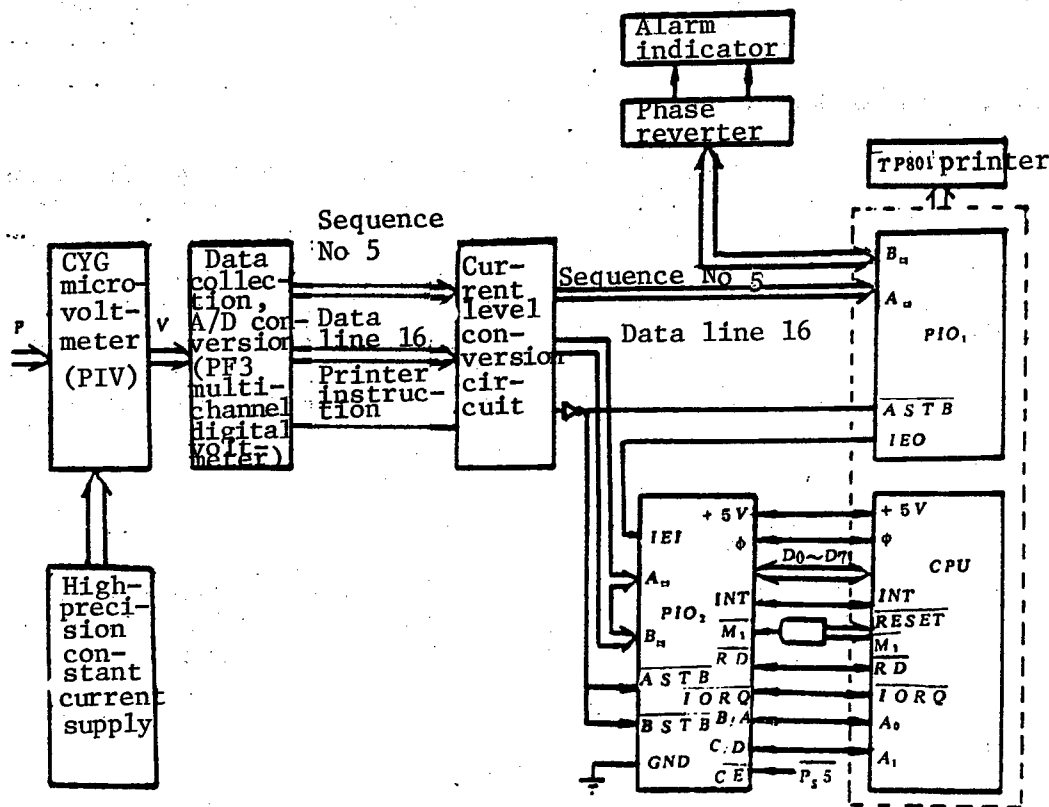 Alarm
indicator
Phase
reverter
TP801 printer
Sequence
No 5
CYG
micro-
volt-
meter
(PIV)
P
V
Data
collec-
tion,
A/D con-
version
(PF3
multi-
channel
digital
volt-
meter)
Data
line 16
Printer
instruc-
tion
Cur-
rent
level
con-
version
cir-
cuit
Sequence No 5
Data line 16
B
A
PIO₁
ASTB
IEO
High-
preci-
sion
con-
stant
current
supply
IEI
A
B
PIO₂
ASTB
BSTB
GND
+5V
ϕ
INT
M₁
RD
IORQ
B/A
C/D
CE
D0~D7
P₅5
+5V
ϕ
CPU
INT
RESET
M₁
RD
IORQ
A₀
A₁